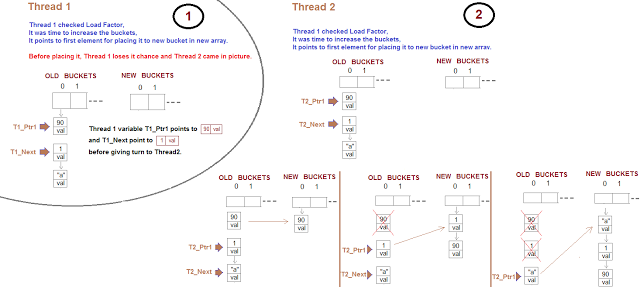 Thread 1
1
Thread 1 checked Load Factor,
It was time to increase the buckets,
It points to first element for placing it to new bucket in new array.
Before placing it, Thread 1 loses it chance and Thread 2 came in picture.
OLD BUCKETS NEW BUCKETS
0 1 0 1
T1_Ptr1 90
val
T1_Next 1
val
"a"
val
Thread 1 variable T1_Ptr1 points to 90 val
and T1_Next point to 1 val
before giving turn to Thread2.
Thread 2
2
Thread 1 checked Load Factor,
It was time to increase the buckets,
It points to first element for placing it to new bucket in new array.
OLD BUCKETS NEW BUCKETS
0 1 0 1
T2_Ptr1 90
val
T2_Next 1
val
"a"
val
OLD BUCKETS NEW BUCKETS
0 1 0 1
90 90
val val
T2_Ptr1 1
val
T2_Next "a"
val
OLD BUCKETS NEW BUCKETS
0 1 0 1
90 1
val val
T2_Ptr1 1 90
val val
T2_Next "a"
val
OLD BUCKETS NEW BUCKETS
0 1 0 1
90 "a"
val val
1 1
val val
T2_Ptr1 "a" 90
val val